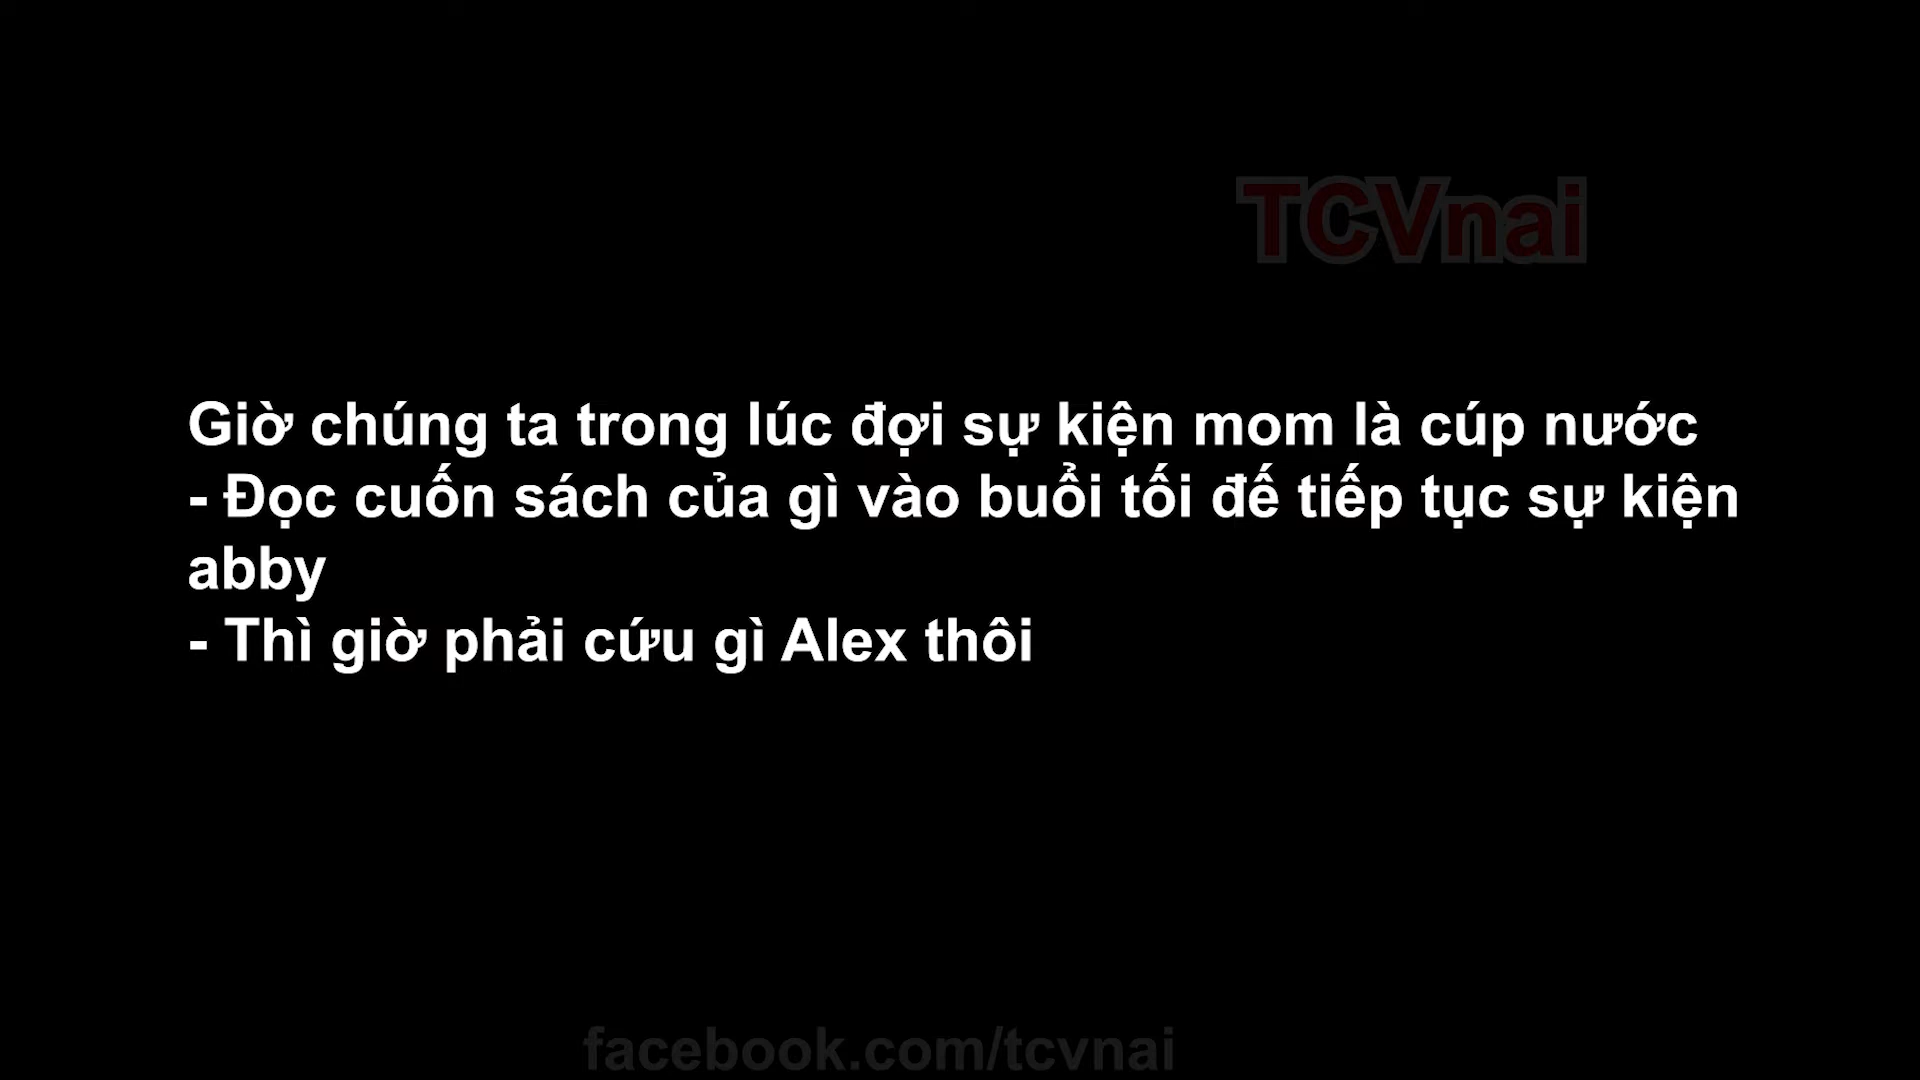 TCVnai
Giờ chúng ta trong lúc đợi sự kiện mom là cúp nước
- Đọc cuốn sách của gì vào buổi tối đế tiếp tục sự kiện
abby
- Thì giờ phải cứu gì Alex thôi
facebook.com/tcvnai